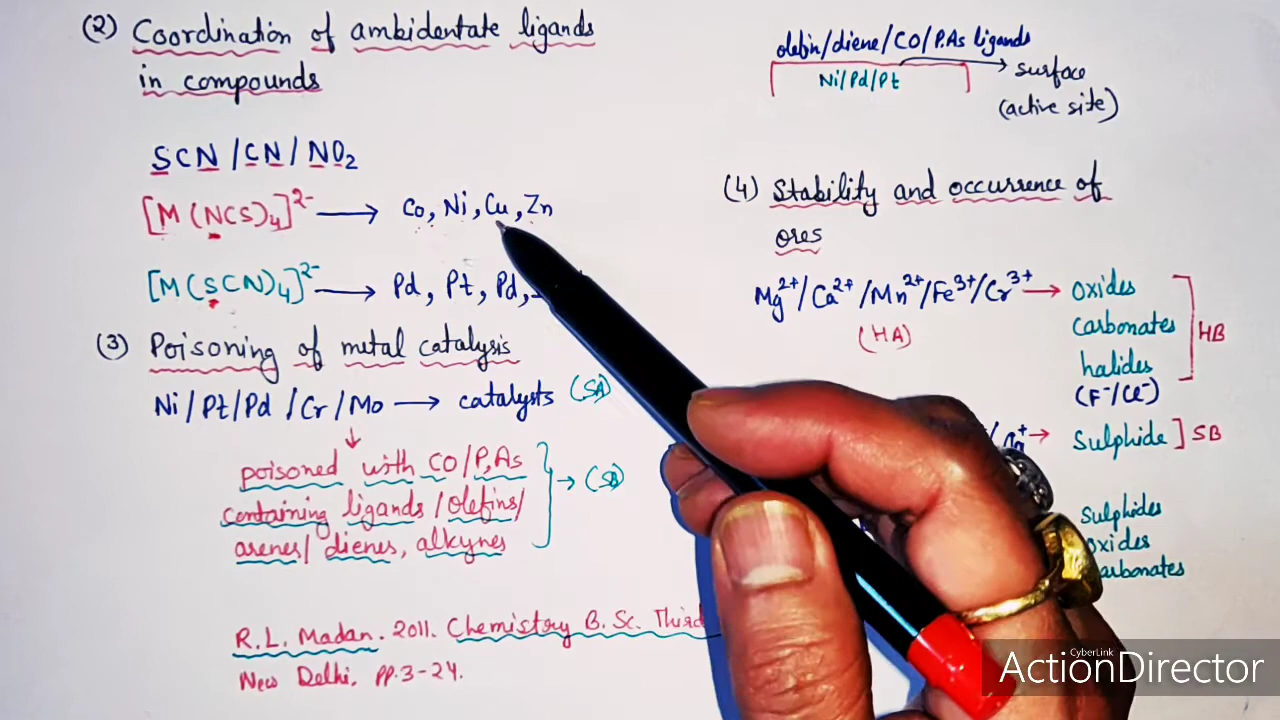 (2) Coordination of ambidentate ligands
in compounds
SCN / CN / NO2
[M (NCS)4]2- → Co, Ni, Cu, Zn
[M (SCN)4]2- → Pd, Pt, Pd,
(3) Poisoning of metal catalysis
Ni / Pt / Pd / Cr / Mo → catalysts (SA)
↓
poisoned with CO / P, As
containing ligands / olefins /
arenes / dienes, alkynes
→ (SB)
R.L. Madan. 2011. Chemistry B. Sc. Third
New Delhi, pp.3-24.
olefin/diene/CO/P.As ligands
Ni/Pd/Pt
→ surface
(active site)
(4) Stability and occurrence of
ores
Mg2+/Ca2+/Mn2+/Fe3+/Cr3+ → oxides
(HA)
carbonates
halides
(F-/Cl-)
HB
→ Sulphide ] SB
Sulphides
oxides
carbonates
CyberLink
ActionDirector